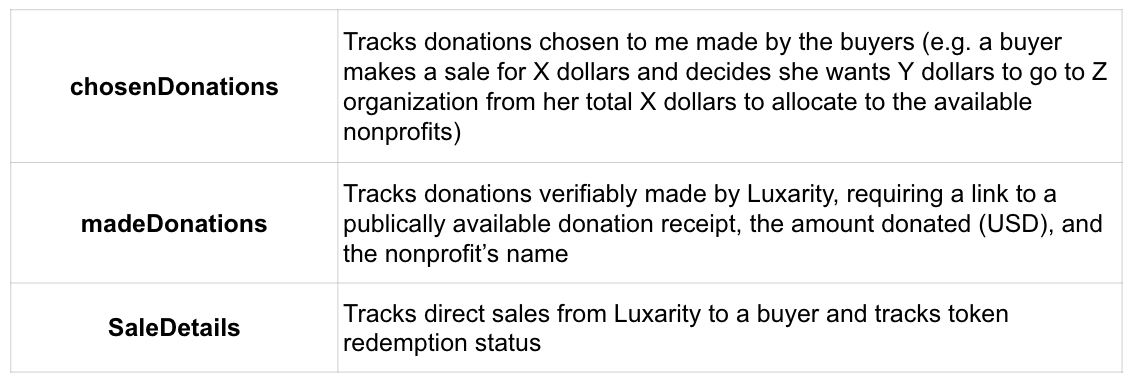 chosenDonations
Tracks donations chosen to me made by the buyers (e.g. a buyer
makes a sale for X dollars and decides she wants Y dollars to go to Z
organization from her total X dollars to allocate to the available
nonprofits)
madeDonations
Tracks donations verifiably made by Luxarity, requiring a link to a
publically available donation receipt, the amount donated (USD), and
the nonprofit’s name
SaleDetails
Tracks direct sales from Luxarity to a buyer and tracks token
redemption status